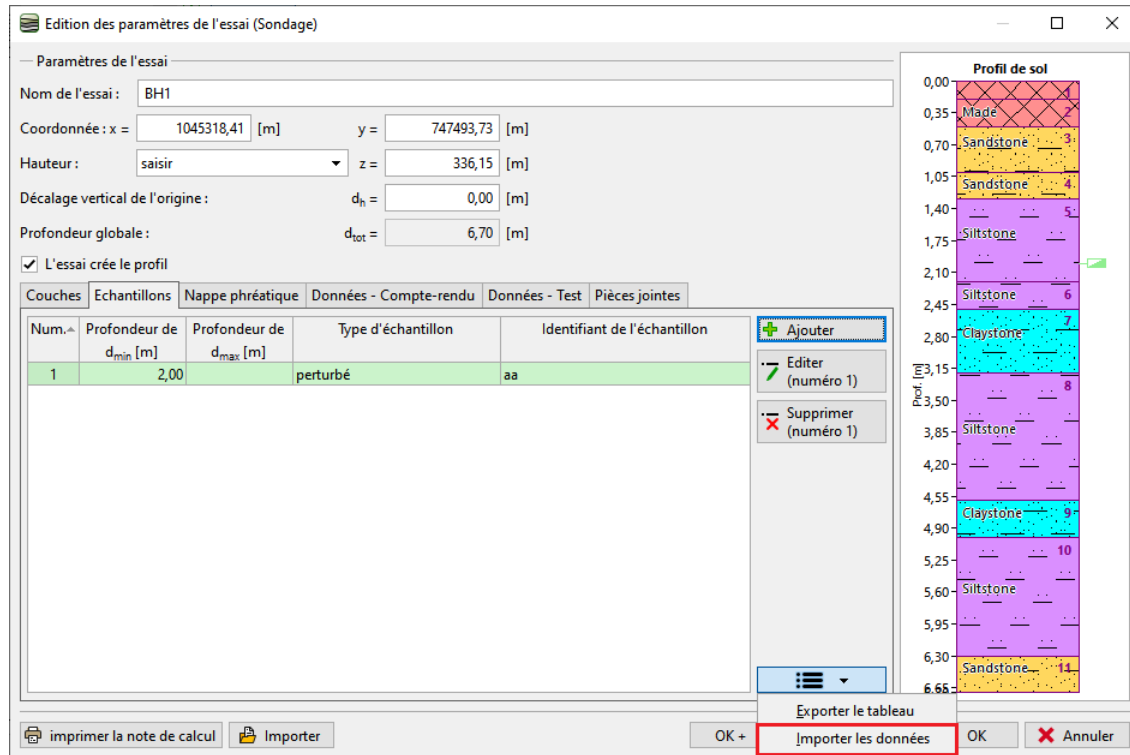 Edition des paramètres de l'essai (Sondage)
Paramètres de l'essai
Nom de l'essai : BH1
Coordonnée : x = 1045318,41 [m] y = 747493,73 [m]
Hauteur : saisir z = 336,15 [m]
Décalage vertical de l'origine : dh = 0,00 [m]
Profondeur globale : dtot = 6,70 [m]
L'essai crée le profil
Couches Echantillons Nappe phréatique Données - Compte-rendu Données - Test Pièces jointes
Num. Profondeur de Profondeur de Type d'échantillon Identifiant de l'échantillon
dmin [m] dmax [m]
1 2,00 perturbé aa
Ajouter
Editer
(numéro 1)
Supprimer
(numéro 1)
Exporter le tableau
Importer les données
imprimer la note de calcul Importer OK + OK Annuler
Profil de sol
Prof. [m]
0,00
1
0,35 Made 2
0,70 Sandstone 3
1,05
Sandstone 4
1,40 5
Siltstone
1,75
2,10
Siltstone 6
2,45
7
2,80 Claystone
3,15
8
3,50
3,85 Siltstone
4,20
4,55
Claystone 9
4,90
10
5,25
5,60 Siltstone
5,95
6,30
Sandstone 11
6,65